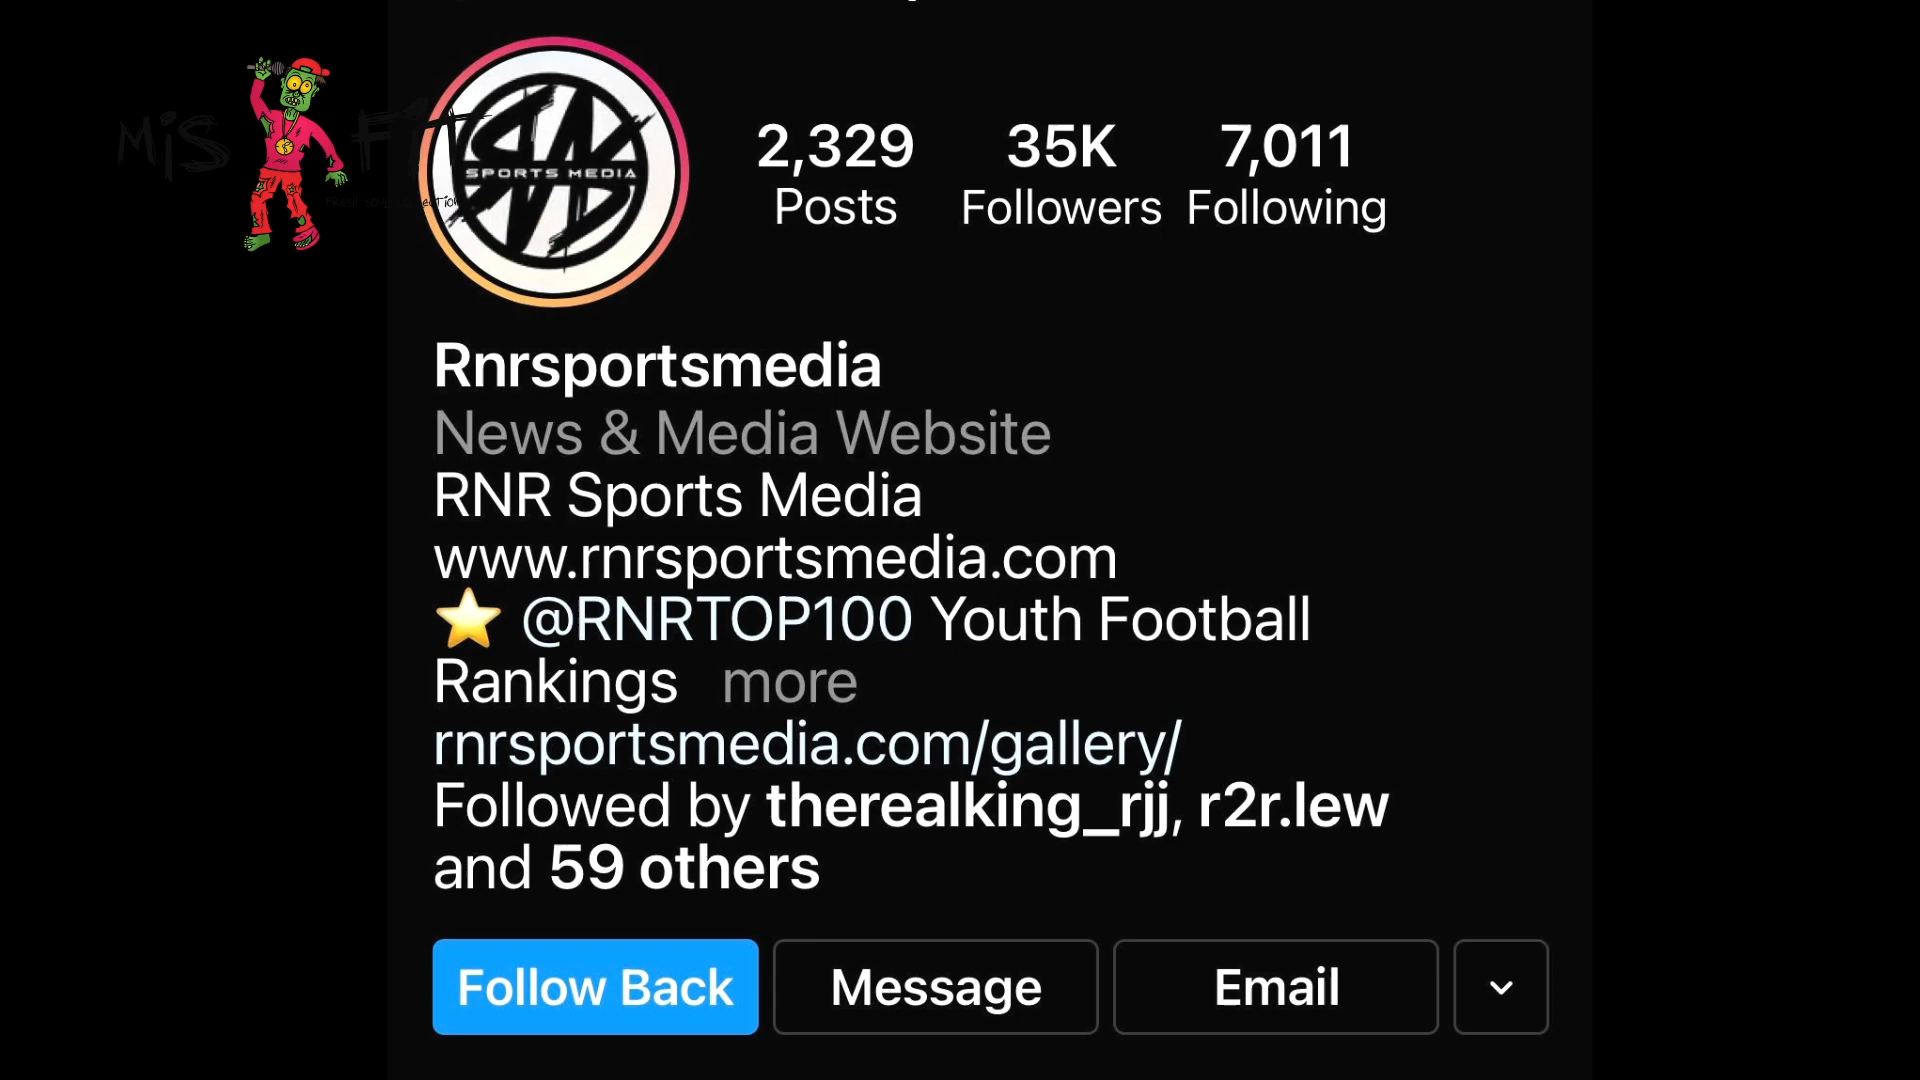 MiS FiT
SPORTS MEDIA
2,329 35K 7,011
Posts Followers Following
Rnrsportsmedia
News & Media Website
RNR Sports Media
www.rnrsportsmedia.com
⭐ @RNRTOP100 Youth Football
Rankings more
rnrsportsmedia.com/gallery/
Followed by therealking_rjj, r2r.lew
and 59 others
Follow Back Message Email